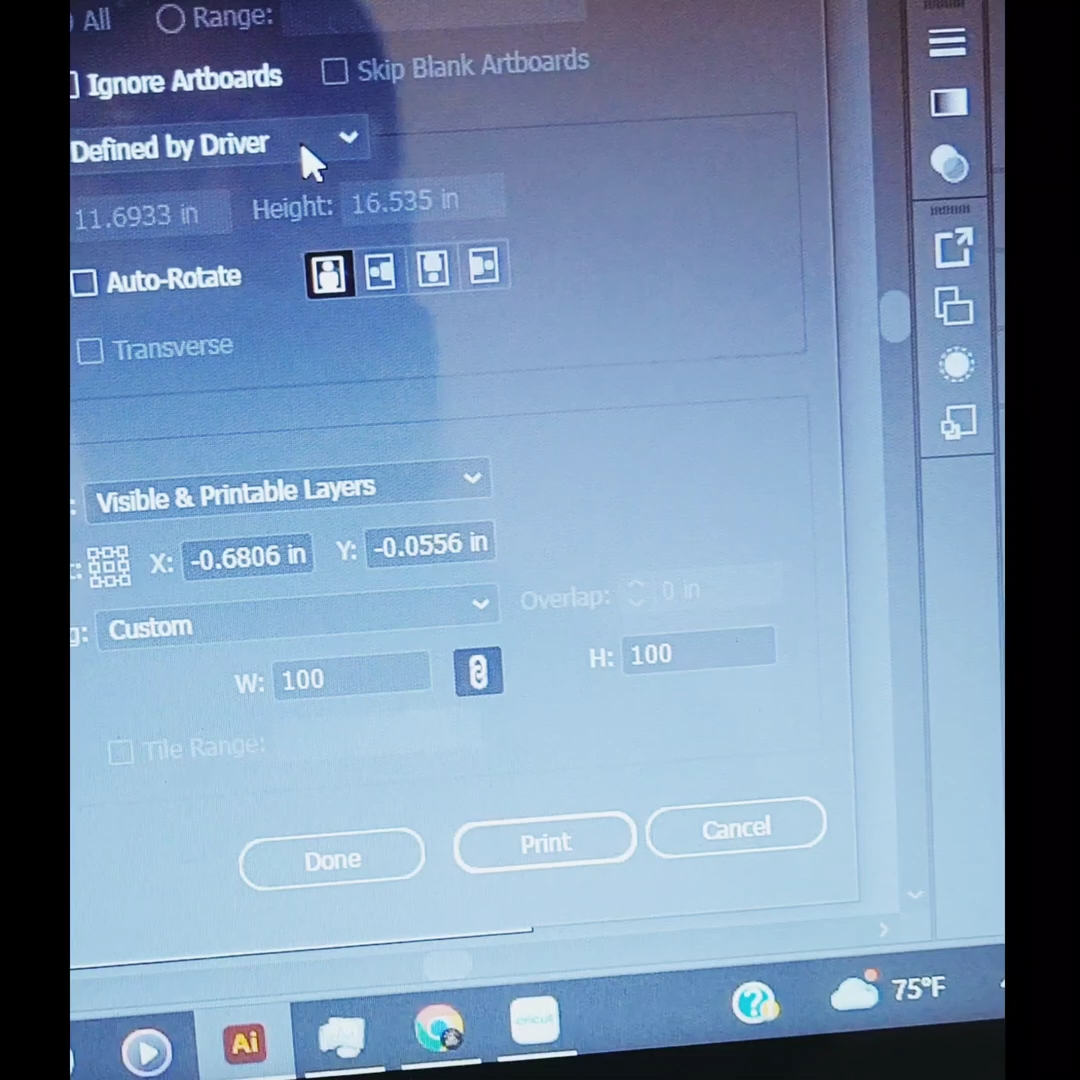 All Range:
Ignore Artboards Skip Blank Artboards
Defined by Driver
11.6933 in Height: 16.535 in
Auto-Rotate
Transverse
: Visible & Printable Layers
: X: -0.6806 in Y: -0.0556 in
g: Custom Overlap: 0 in
W: 100 H: 100
Tile Range:
Done Print Cancel
Ai cricut ? 75°F